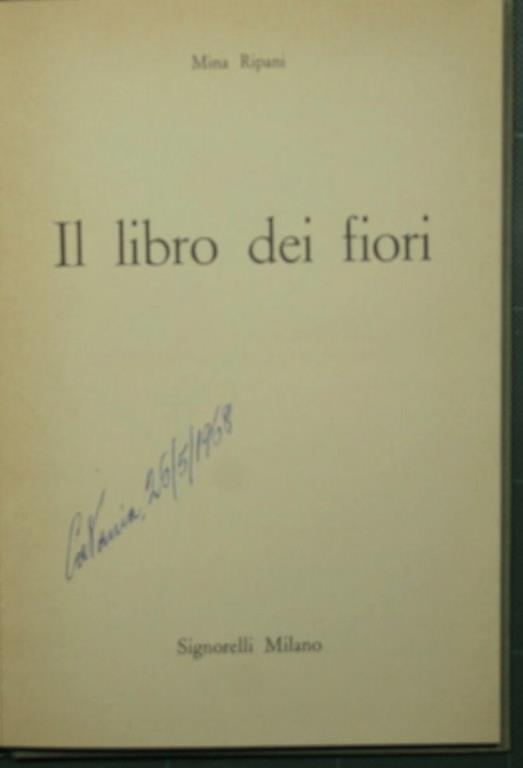 Mina Ripani
Il libro dei fiori
Catania, 26/5/1968
Signorelli Milano